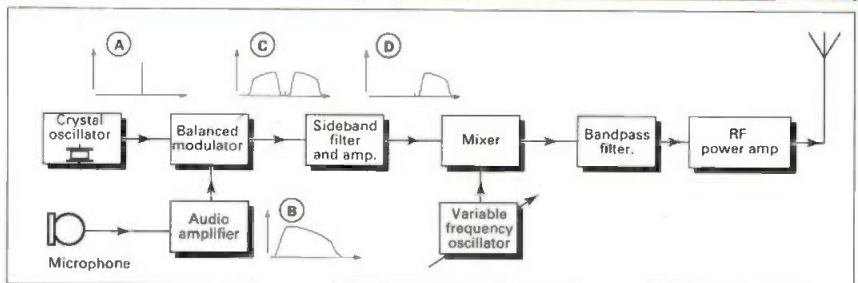 A
C
D
Crystal
oscillator
Balanced
modulator
Sideband
filter
and amp.
Mixer
Bandpass
filter.
RF
power amp
Audio
amplifier
B
Variable
frequency
oscillator
Microphone